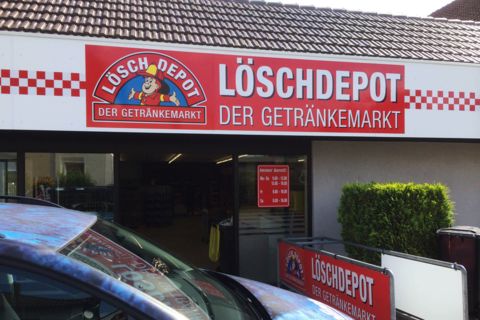 LÖSCH DEPOT
DER GETRÄNKEMARKT
LÖSCHDEPOT
DER GETRÄNKEMARKT
LÖSCHDEPOT
DER GETRÄNKEMARKT